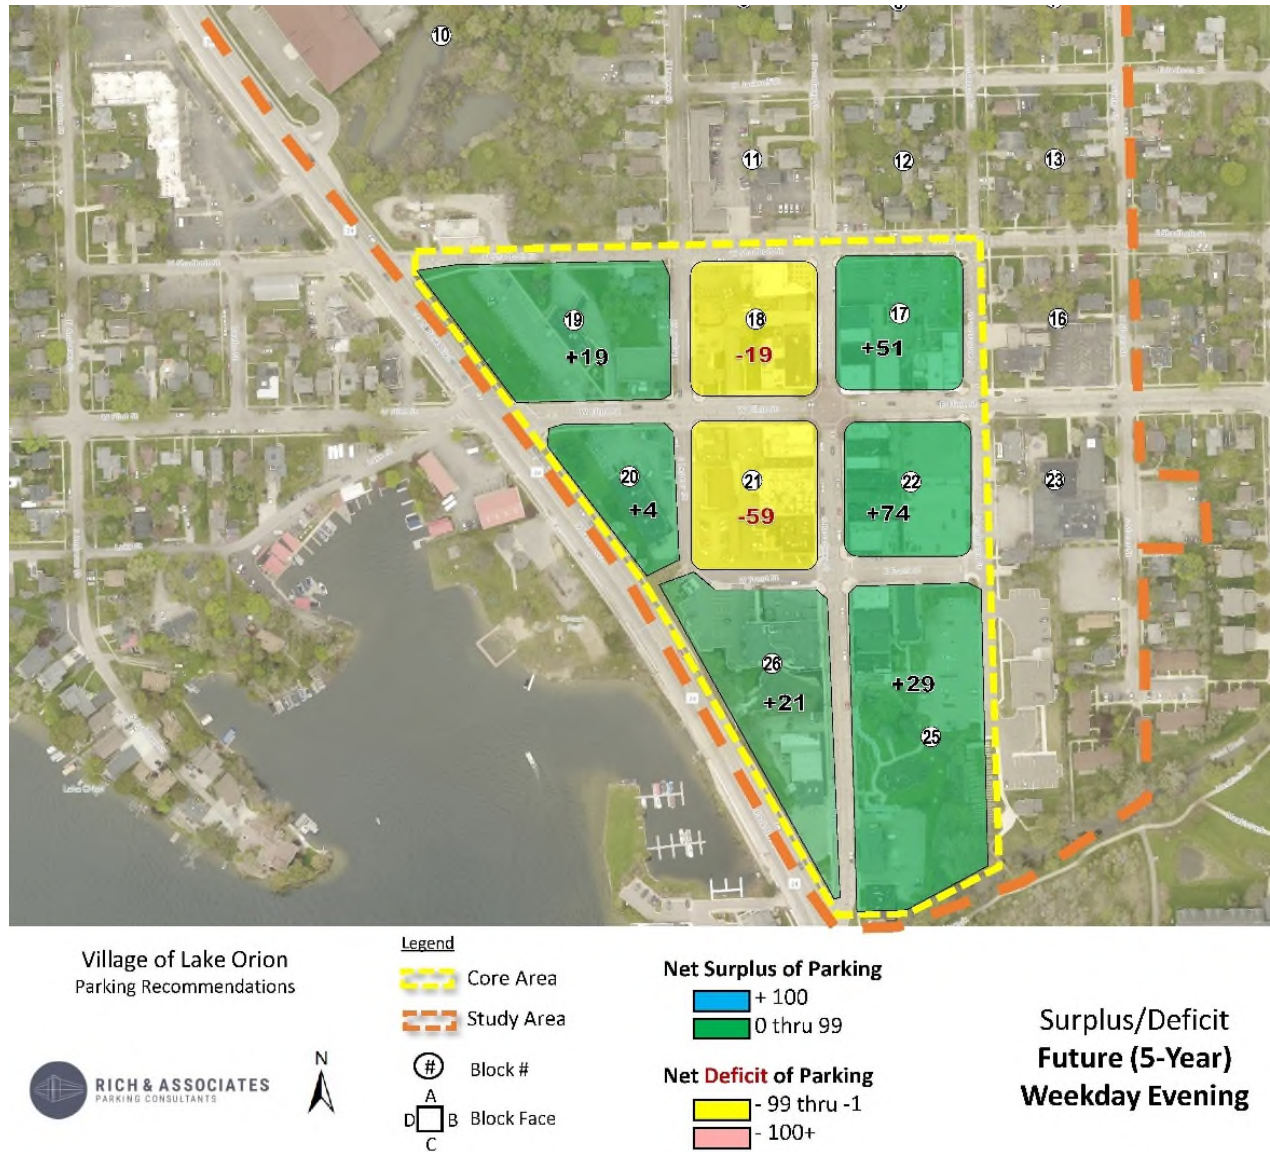 10
11
12
13
19
+19
18
-19
17
+51
16
20
+4
21
-59
22
+74
23
26
+21
+29
25
Village of Lake Orion
Parking Recommendations
RICH & ASSOCIATES
PARKING CONSULTANTS
N
Legend
Core Area
Study Area
# Block #
A
D B Block Face
C
Net Surplus of Parking
+ 100
0 thru 99
Net Deficit of Parking
- 99 thru -1
- 100+
Surplus/Deficit
Future (5-Year)
Weekday Evening